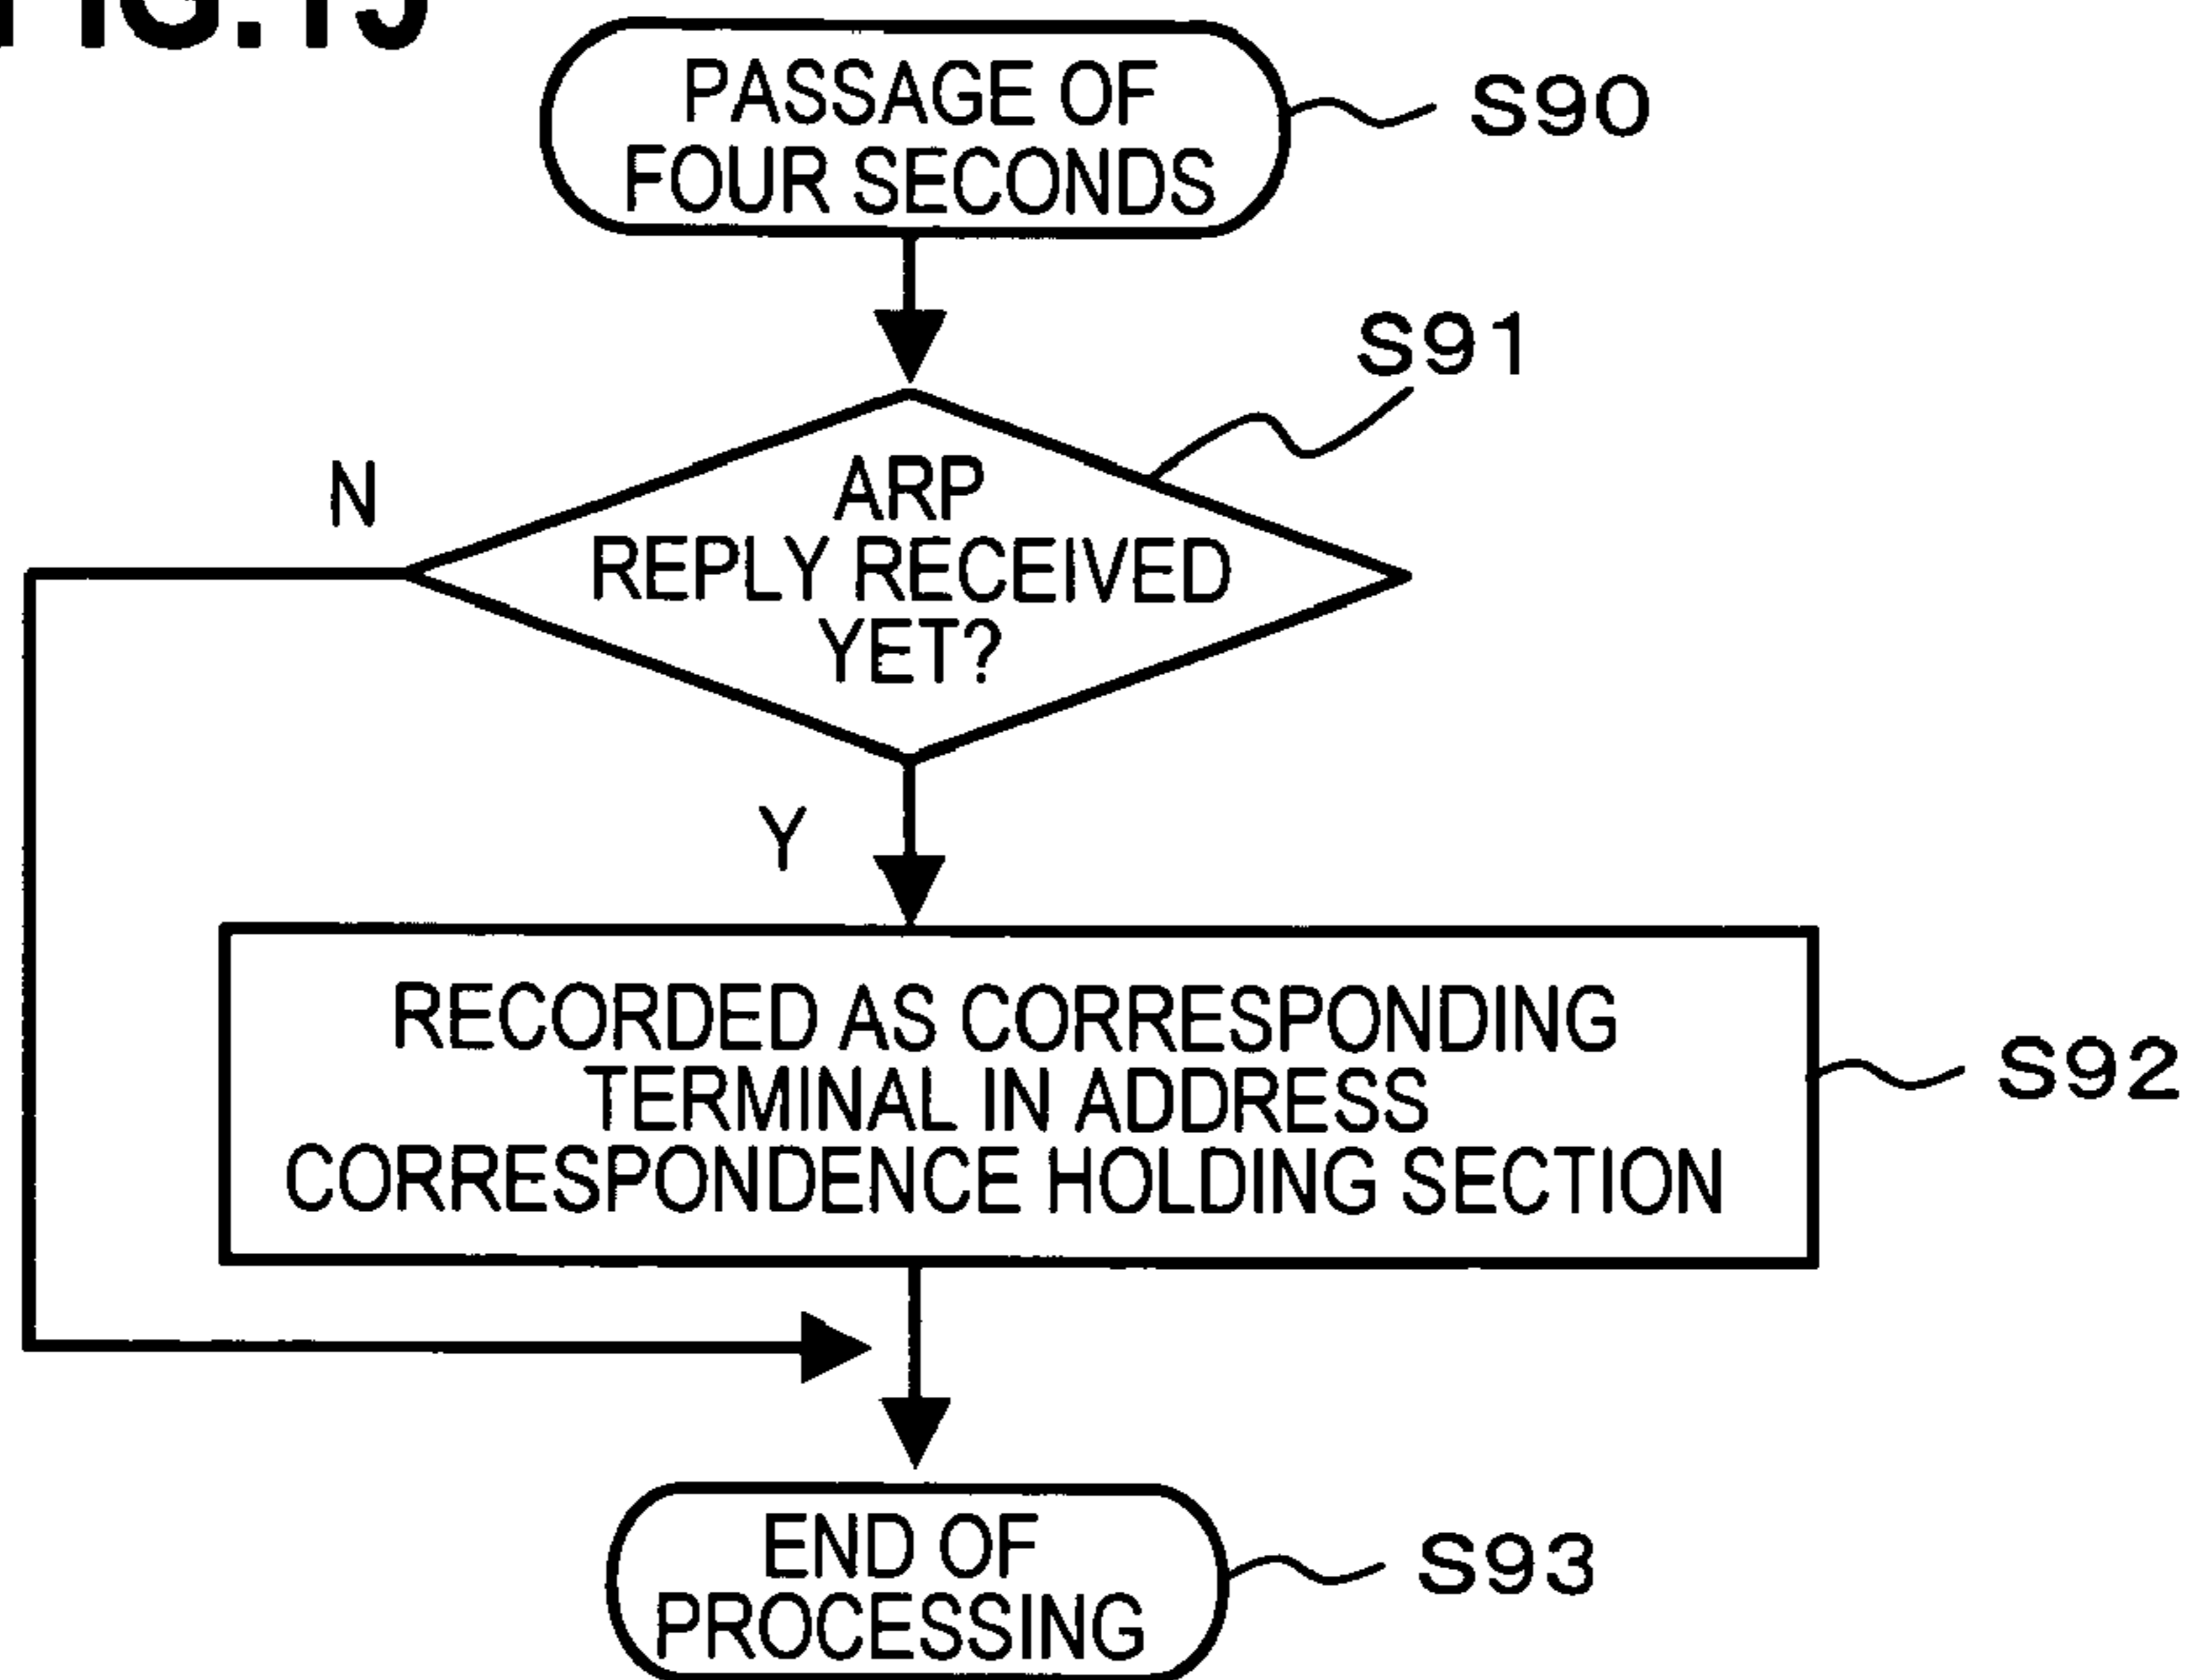 PASSAGE OF
FOUR SECONDS
S90
S91
N
ARP
REPLY RECEIVED
YET?
Y
RECORDED AS CORRESPONDING
TERMINAL IN ADDRESS
CORRESPONDENCE HOLDING SECTION
S92
END OF
PROCESSING
S93